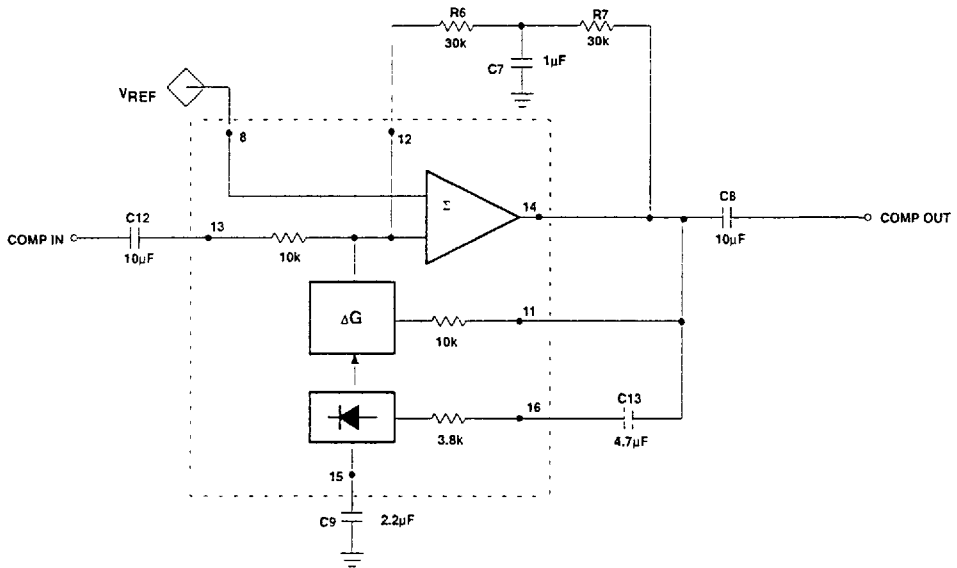 R6
R7
30k
30k
C7
1µF
VREF
8
12
Σ
14
C8
COMP OUT
10µF
C12
13
COMP IN
10µF
10k
ΔG
11
10k
16
C13
3.8k
4.7µF
15
C9
2.2µF